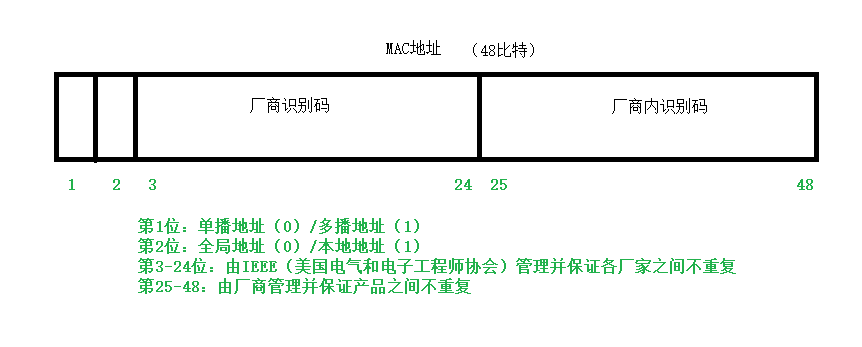 MAC地址 （48比特）
厂商识别码 厂商内识别码
1 2 3 24 25 48
第1位：单播地址（0）/多播地址（1）
第2位：全局地址（0）/本地地址（1）
第3-24位：由IEEE（美国电气和电子工程师协会）管理并保证各厂家之间不重复
第25-48：由厂商管理并保证产品之间不重复